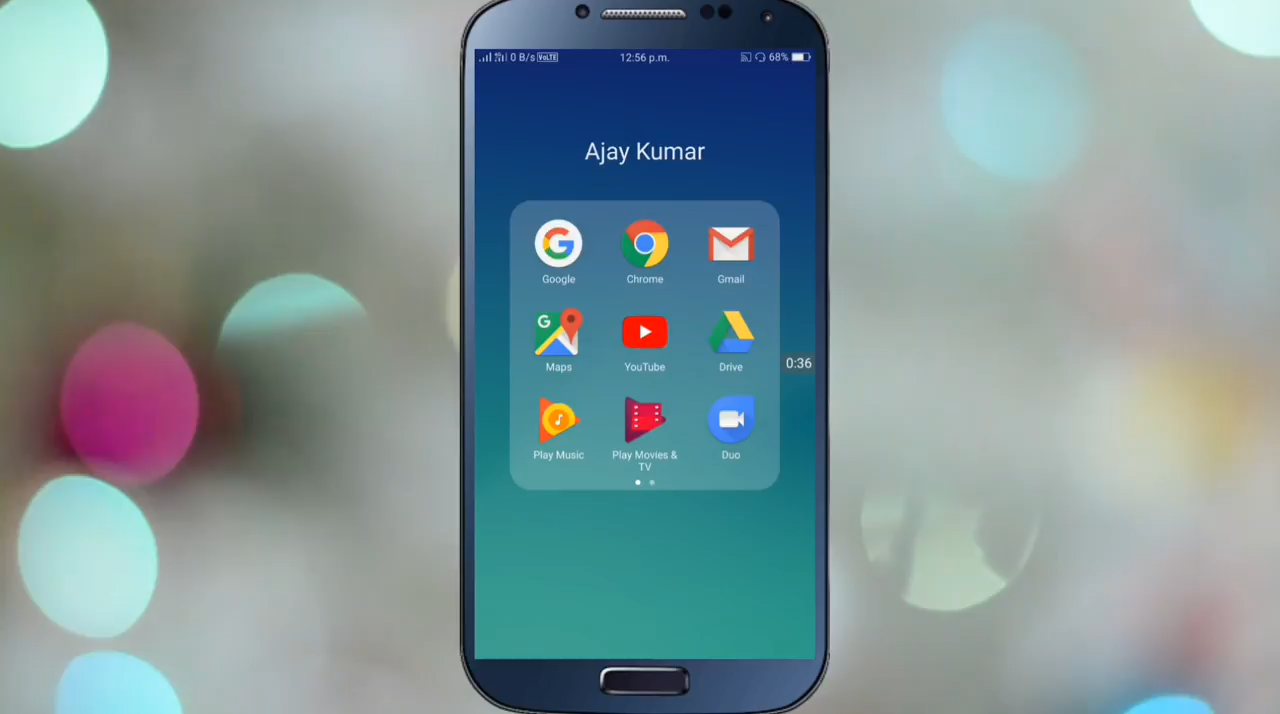 0 B/s VoLTE 12:56 p.m. 68%
Ajay Kumar
Google Chrome Gmail
G
Maps YouTube Drive
0:36
Play Music Play Movies & Duo
TV